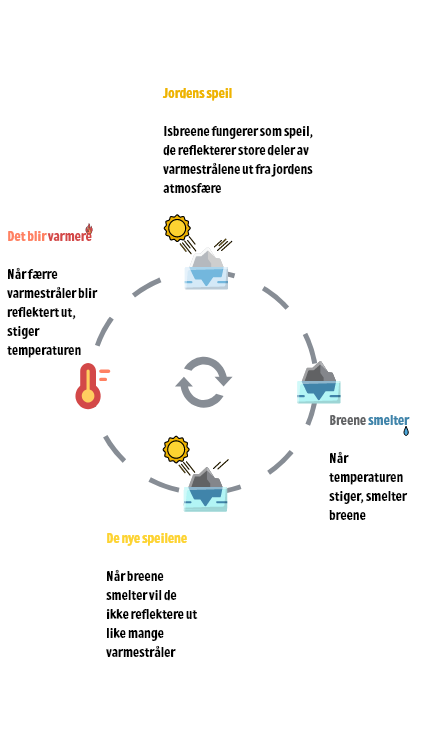 Jordens speil
Isbreene fungerer som speil,
de reflekterer store deler av
varmestrålene ut fra jordens
atmosfære
Det blir varmere
Når færre
varmestråler blir
reflektert ut,
stiger
temperaturen
Breene smelter
Når
temperaturen
stiger, smelter
breene
De nye speilene
Når breene
smelter vil de
ikke reflektere ut
like mange
varmestråler